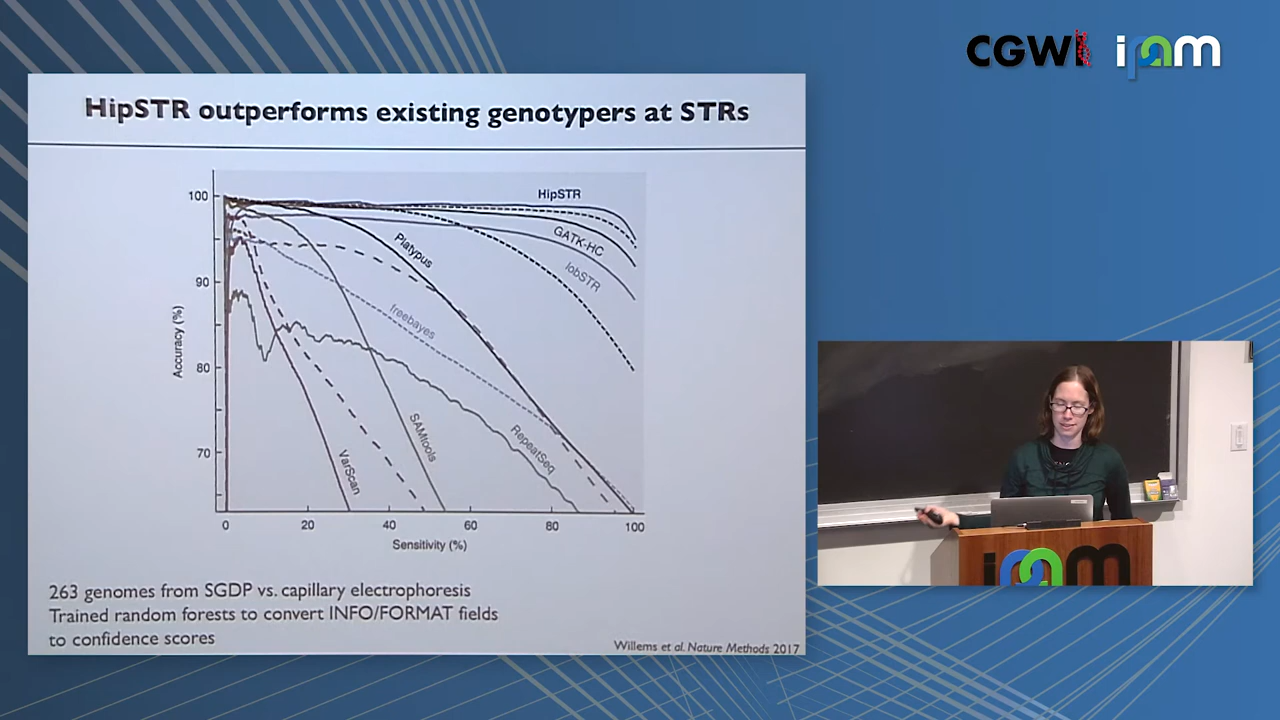 CGWI ipam
HipSTR outperforms existing genotypers at STRs
100
90
80
70
Accuracy (%)
HipSTR
GATK-HC
lobSTR
Platypus
freebayes
SAMtools
RepeatSeq
VarScan
0 20 40 60 80 100
Sensitivity (%)
263 genomes from SGDP vs. capillary electrophoresis
Trained random forests to convert INFO/FORMAT fields
to confidence scores
Willems et al. Nature Methods 2017
ipam